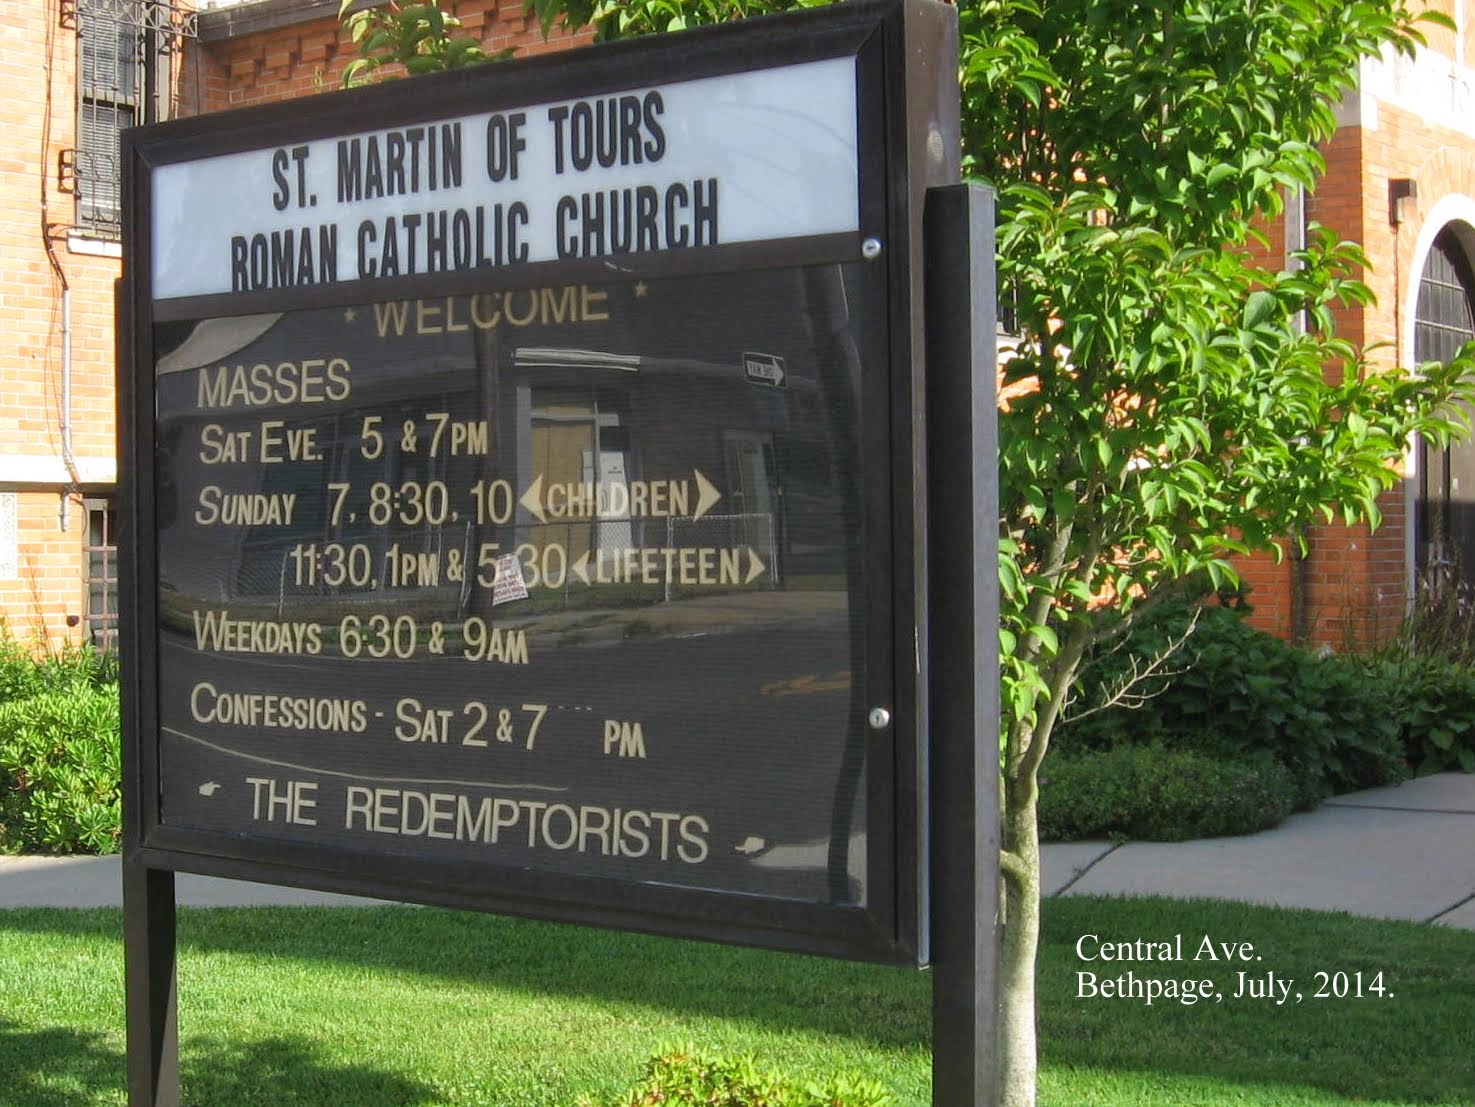 ST. MARTIN OF TOURS
ROMAN CATHOLIC CHURCH
* WELCOME *
MASSES
SAT EVE. 5 & 7PM
SUNDAY 7, 8:30, 10 <CHILDREN>
11:30, 1PM & 5:30 <LIFETEEN>
WEEKDAYS 6:30 & 9AM
CONFESSIONS - SAT 2 & 7 PM
THE REDEMPTORISTS
Central Ave.
Bethpage, July, 2014.